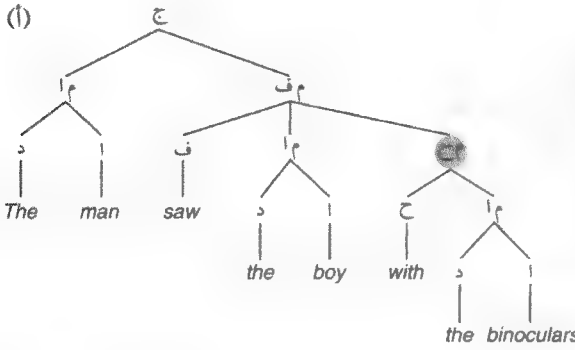 (أ)
ج
م ا م ف
د ا ف م ا
The man saw د ا ح م ا
the boy with د ا
the binoculars